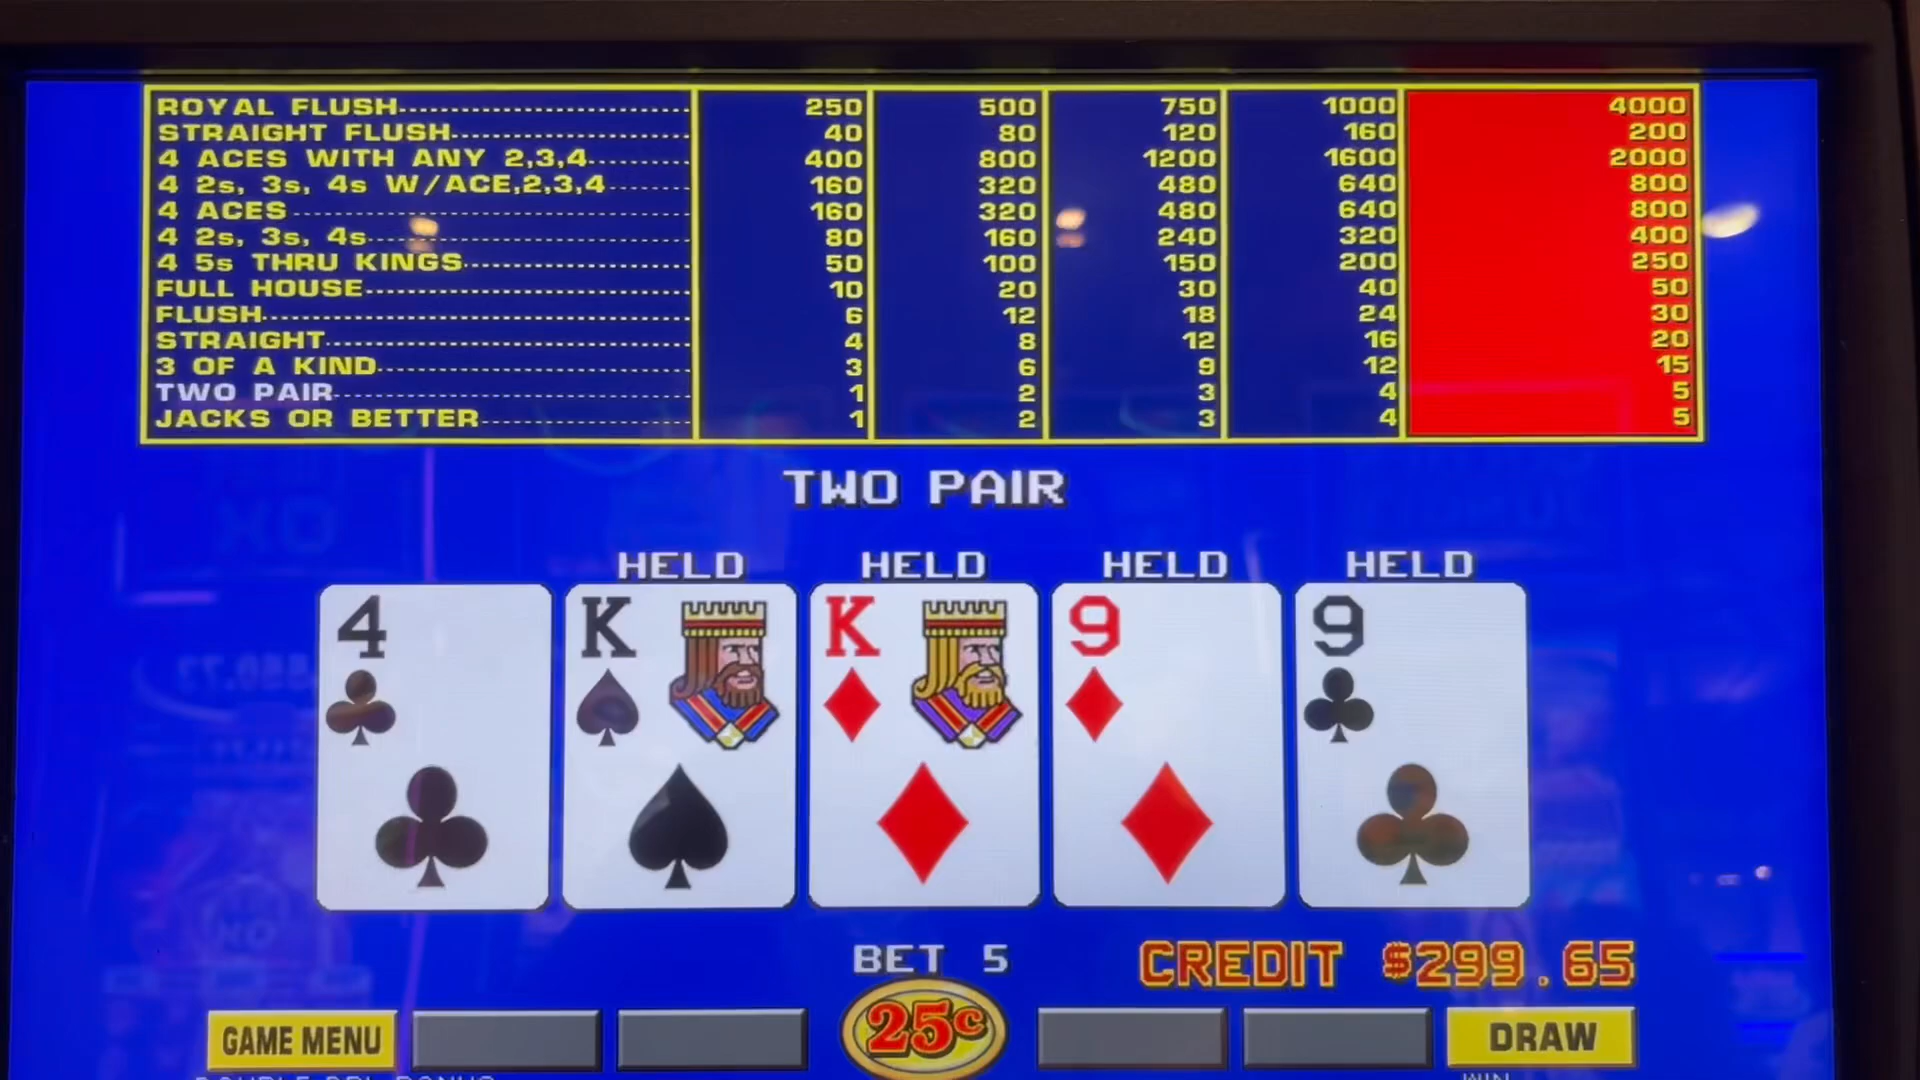 ROYAL FLUSH 250 500 750 1000 4000
STRAIGHT FLUSH 40 80 120 160 200
4 ACES WITH ANY 2,3,4 400 800 1200 1600 2000
4 2s, 3s, 4s W/ACE,2,3,4 160 320 480 640 800
4 ACES 160 320 480 640 800
4 2s, 3s, 4s 80 160 240 320 400
4 5s THRU KINGS 50 100 150 200 250
FULL HOUSE 10 20 30 40 50
FLUSH 6 12 18 24 30
STRAIGHT 4 8 12 16 20
3 OF A KIND 3 6 9 12 15
TWO PAIR 1 2 3 4 5
JACKS OR BETTER 1 2 3 4 5
TWO PAIR
HELD HELD HELD HELD
4 K K 9 9
BET 5 CREDIT $299.65
GAME MENU 25¢ DRAW